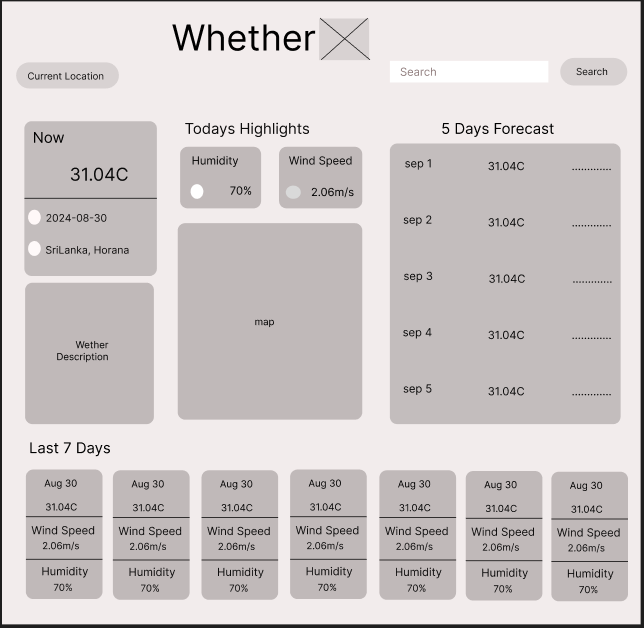 Whether
Current Location
Search
Search
Now
31.04C
2024-08-30
SriLanka, Horana
Wether
Description
Todays Highlights
Humidity
70%
Wind Speed
2.06m/s
map
5 Days Forecast
sep 1 31.04C .............
sep 2 31.04C .............
sep 3 31.04C .............
sep 4 31.04C .............
sep 5 31.04C .............
Last 7 Days
Aug 30
31.04C
Wind Speed
2.06m/s
Humidity
70%
Aug 30
31.04C
Wind Speed
2.06m/s
Humidity
70%
Aug 30
31.04C
Wind Speed
2.06m/s
Humidity
70%
Aug 30
31.04C
Wind Speed
2.06m/s
Humidity
70%
Aug 30
31.04C
Wind Speed
2.06m/s
Humidity
70%
Aug 30
31.04C
Wind Speed
2.06m/s
Humidity
70%
Aug 30
31.04C
Wind Speed
2.06m/s
Humidity
70%